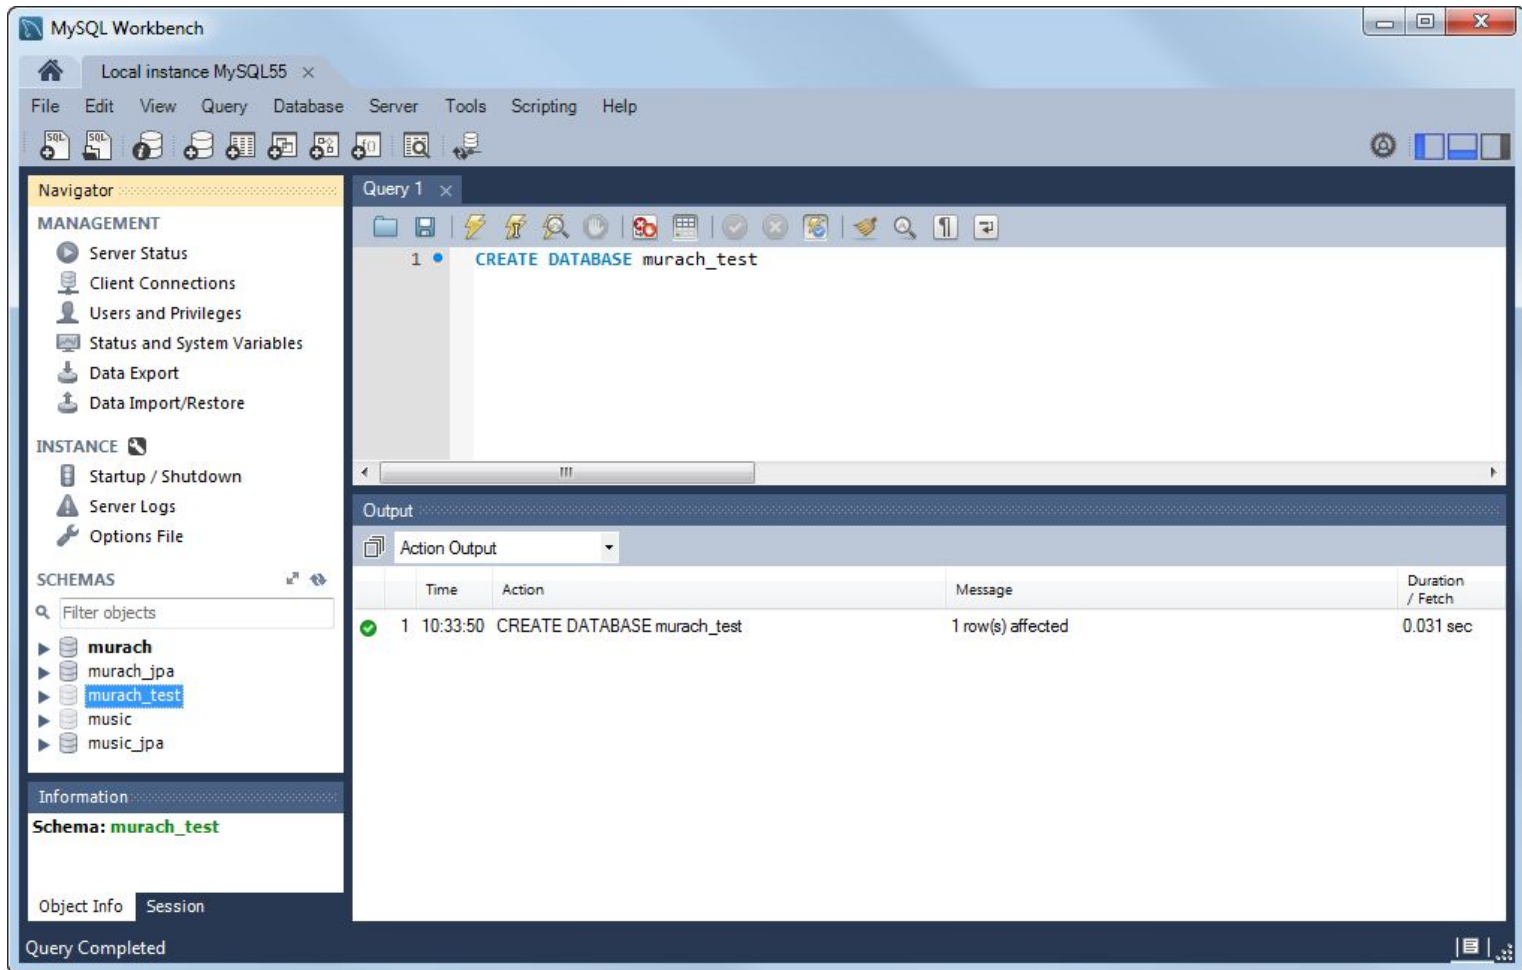 MySQL Workbench
Local instance MySQL55
File Edit View Query Database Server Tools Scripting Help
Navigator
MANAGEMENT
Server Status
Client Connections
Users and Privileges
Status and System Variables
Data Export
Data Import/Restore
INSTANCE
Startup / Shutdown
Server Logs
Options File
SCHEMAS
Filter objects
murach
murach_jpa
murach_test
music
music_jpa
Information
Schema: murach_test
Object Info Session
Query 1
1 CREATE DATABASE murach_test
Output
Action Output
Time Action Message Duration / Fetch
1 10:33:50 CREATE DATABASE murach_test 1 row(s) affected 0.031 sec
Query Completed